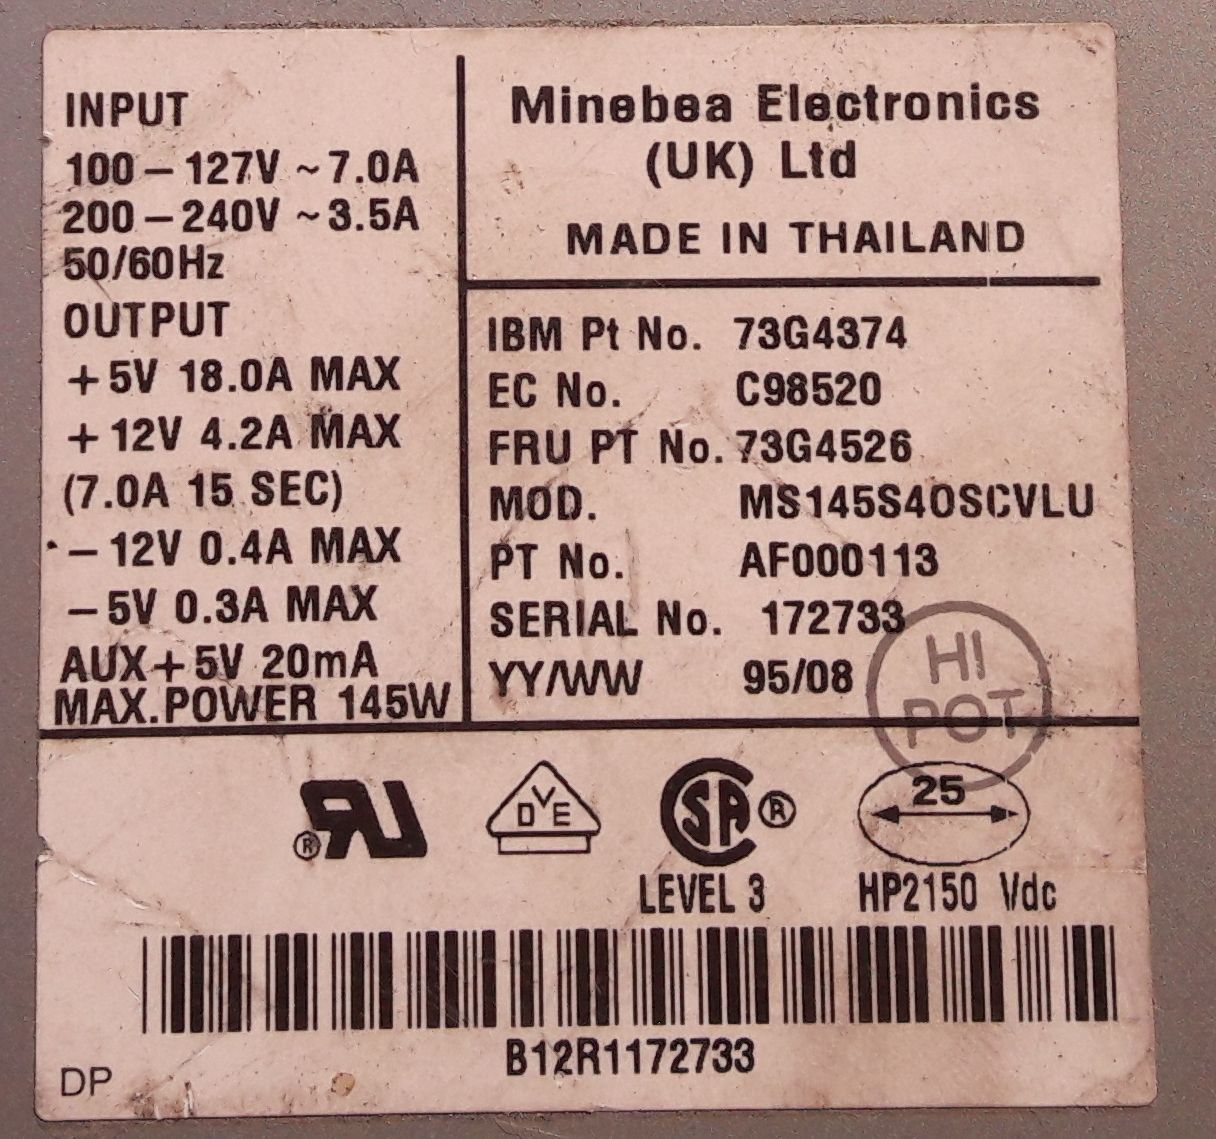 INPUT
100 – 127V ~ 7.0A
200 – 240V ~ 3.5A
50/60Hz
OUTPUT
+5V 18.0A MAX
+12V 4.2A MAX
(7.0A 15 SEC)
–12V 0.4A MAX
–5V 0.3A MAX
AUX+5V 20mA
MAX.POWER 145W
Minebea Electronics
(UK) Ltd
MADE IN THAILAND
IBM Pt No. 73G4374
EC No. C98520
FRU PT No. 73G4526
MOD. MS145S40SCVLU
PT No. AF000113
SERIAL No. 172733
YY/WW 95/08
HI
POT
RU ®
DVE
SA ®
LEVEL 3
25
HP2150 Vdc
B12R1172733
DP